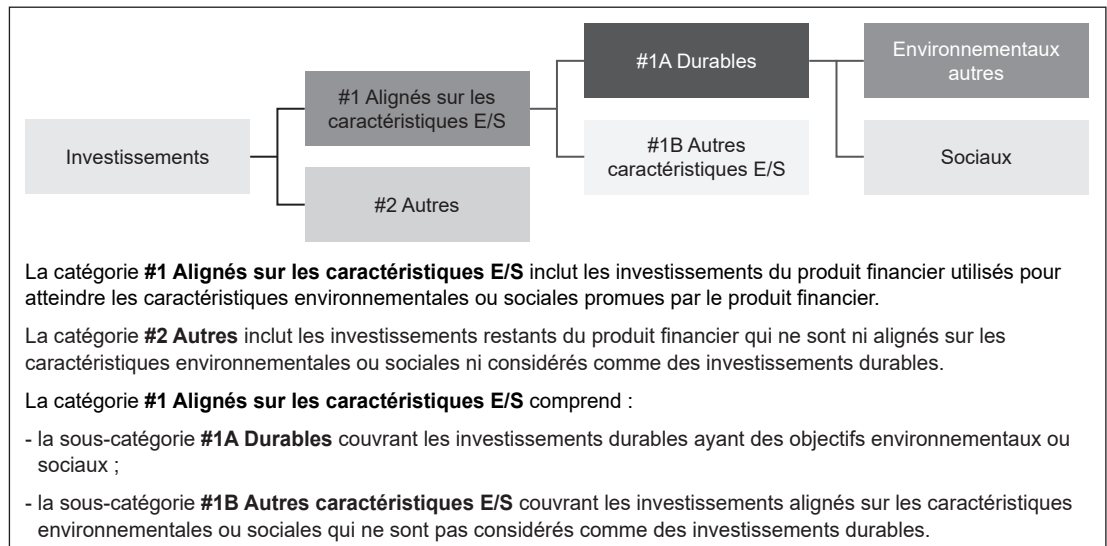 #1A Durables
Environnementaux
autres
#1 Alignés sur les
caractéristiques E/S
Investissements
#1B Autres
caractéristiques E/S
Sociaux
#2 Autres
La catégorie #1 Alignés sur les caractéristiques E/S inclut les investissements du produit financier utilisés pour
atteindre les caractéristiques environnementales ou sociales promues par le produit financier.
La catégorie #2 Autres inclut les investissements restants du produit financier qui ne sont ni alignés sur les
caractéristiques environnementales ou sociales ni considérés comme des investissements durables.
La catégorie #1 Alignés sur les caractéristiques E/S comprend :
- la sous-catégorie #1A Durables couvrant les investissements durables ayant des objectifs environnementaux ou
sociaux ;
- la sous-catégorie #1B Autres caractéristiques E/S couvrant les investissements alignés sur les caractéristiques
environnementales ou sociales qui ne sont pas considérés comme des investissements durables.